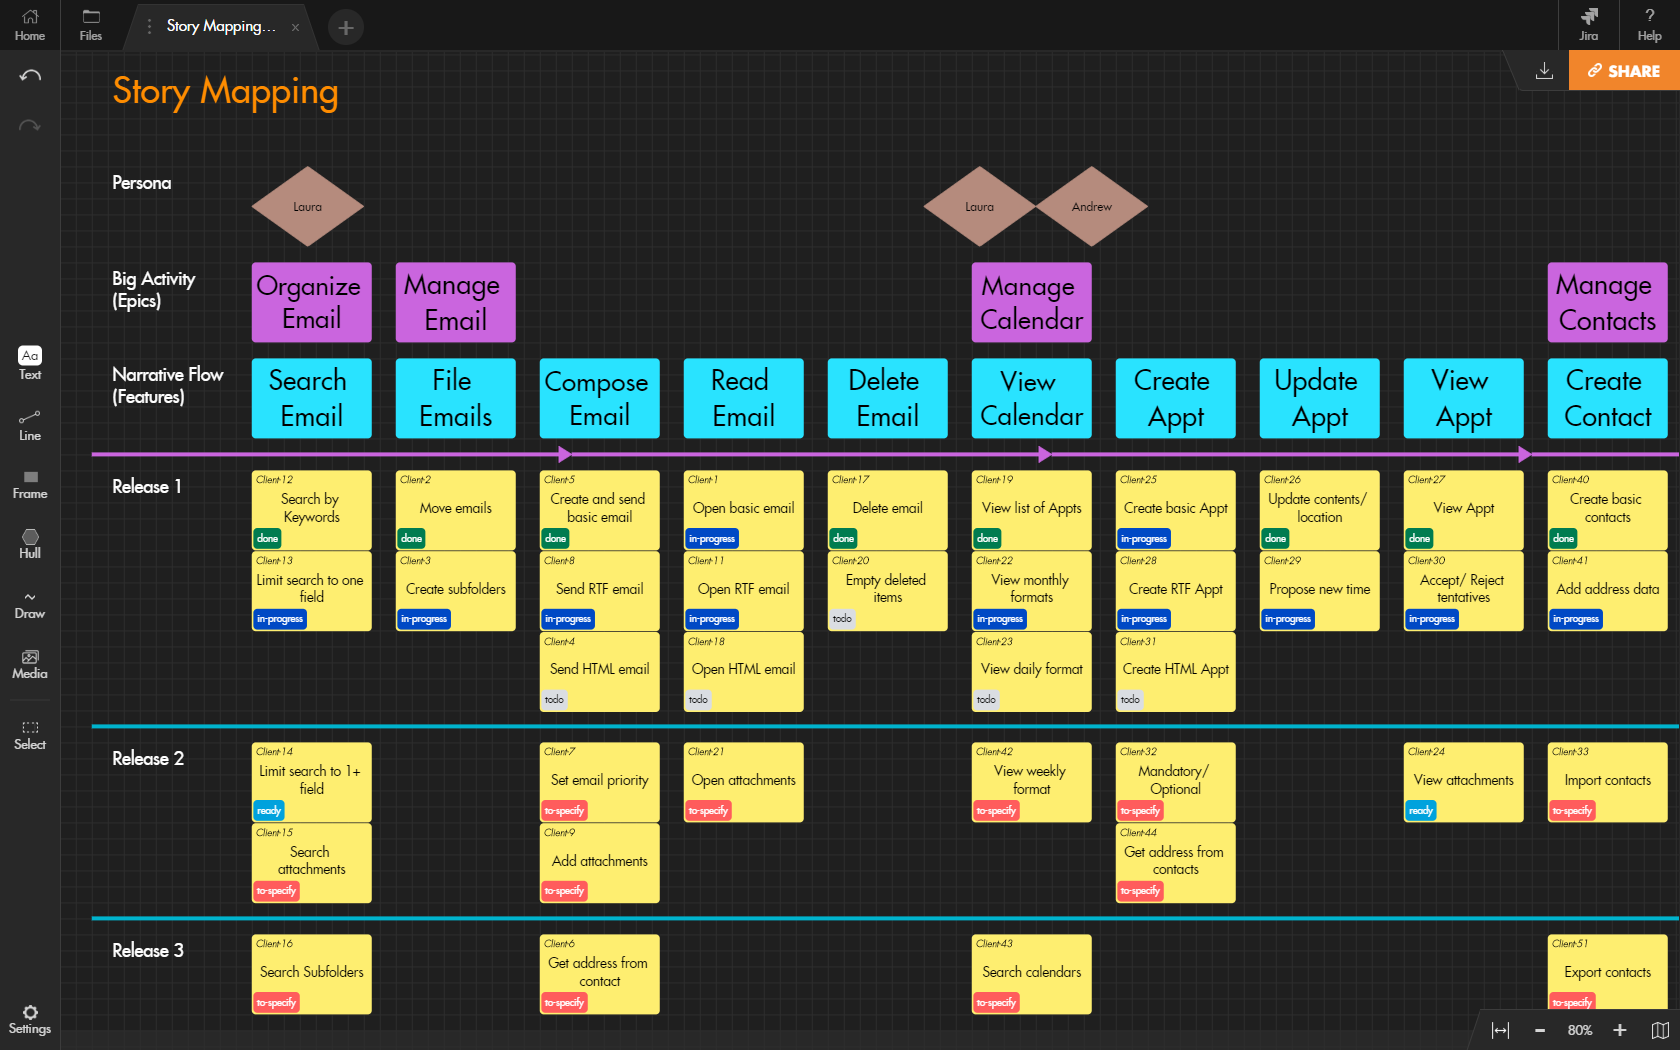 Home
Files
Story Mapping...
x
Jira
?
Help
SHARE
Story Mapping
Persona
Laura
Laura
Andrew
Big Activity
(Epics)
Organize
Email
Manage
Email
Manage
Calendar
Manage
Contacts
Narrative Flow
(Features)
Search
Email
File
Emails
Compose
Email
Read
Email
Delete
Email
View
Calendar
Create
Appt
Update
Appt
View
Appt
Create
Contact
Aa
Text
Line
Frame
Hull
Draw
Media
Select
Settings
Release 1
Client-12
Search by
Keywords
done
Client-2
Move emails
done
Client-5
Create and send
basic email
done
Client-1
Open basic email
in-progress
Client-17
Delete email
done
Client-19
View list of Appts
done
Client-25
Create basic Appt
in-progress
Client-26
Update contents/
location
done
Client-27
View Appt
done
Client-40
Create basic
contacts
done
Client-13
Limit search to one
field
in-progress
Client-3
Create subfolders
in-progress
Client-8
Send RTF email
in-progress
Client-11
Open RTF email
in-progress
Client-20
Empty deleted
items
todo
Client-22
View monthly
formats
in-progress
Client-28
Create RTF Appt
in-progress
Client-29
Propose new time
in-progress
Client-30
Accept/ Reject
tentatives
in-progress
Client-41
Add address data
in-progress
Client-4
Send HTML email
todo
Client-18
Open HTML email
todo
Client-23
View daily format
todo
Client-31
Create HTML Appt
todo
Release 2
Client-14
Limit search to 1+
field
ready
Client-7
Set email priority
to-specify
Client-21
Open attachments
to-specify
Client-42
View weekly
format
to-specify
Client-32
Mandatory/
Optional
to-specify
Client-24
View attachments
ready
Client-33
Import contacts
to-specify
Client-15
Search
attachments
to-specify
Client-9
Add attachments
to-specify
Client-44
Get address from
contacts
to-specify
Release 3
Client-16
Search Subfolders
to-specify
Client-6
Get address from
contact
to-specify
Client-43
Search calendars
to-specify
Client-51
Export contacts
to-specify
80%